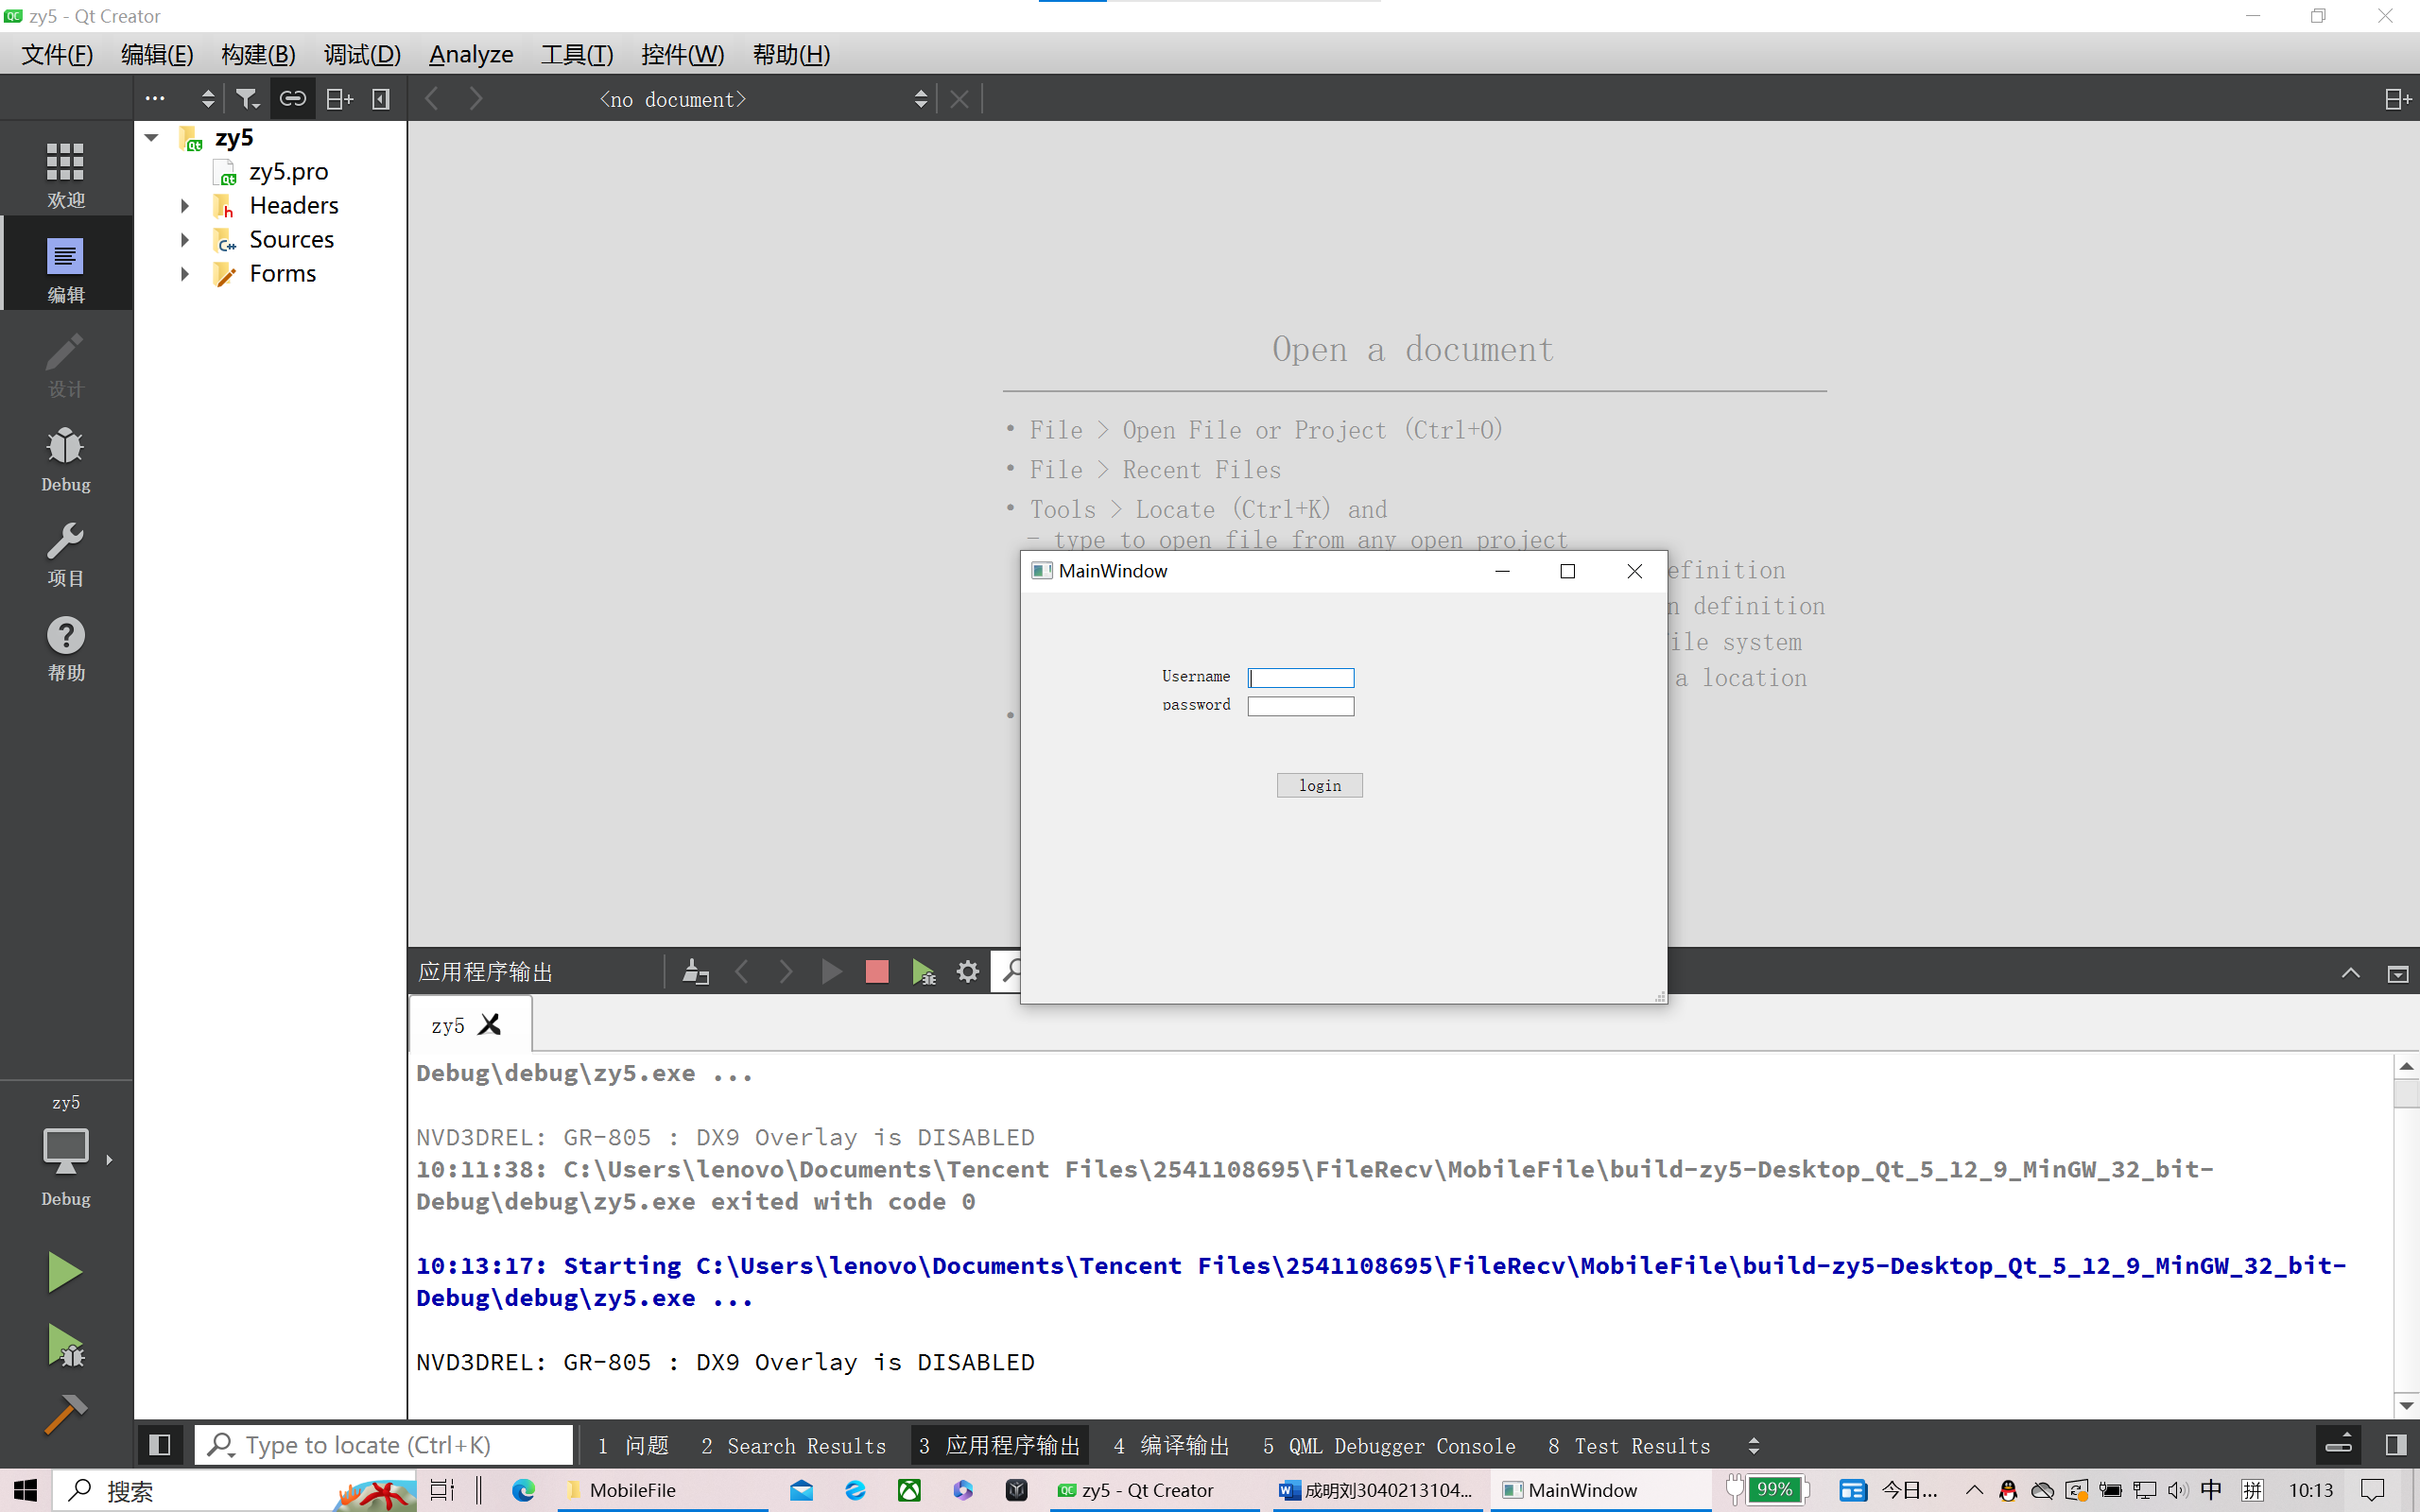 zy5 - Qt Creator
文件(F) 编辑(E) 构建(B) 调试(D) Analyze 工具(T) 控件(W) 帮助(H)
<no document>
欢迎
编辑
设计
Debug
项目
帮助
zy5
Debug
zy5
zy5.pro
Headers
Sources
Forms
Open a document
• File > Open File or Project (Ctrl+O)
• File > Recent Files
• Tools > Locate (Ctrl+K) and
- type to open file from any open project
efinition
n definition
ile system
a location
•
MainWindow
Username
password
login
应用程序输出
zy5
Debug\debug\zy5.exe ...
NVD3DREL: GR-805 : DX9 Overlay is DISABLED
10:11:38: C:\Users\lenovo\Documents\Tencent Files\2541108695\FileRecv\MobileFile\build-zy5-Desktop_Qt_5_12_9_MinGW_32_bit-
Debug\debug\zy5.exe exited with code 0
10:13:17: Starting C:\Users\lenovo\Documents\Tencent Files\2541108695\FileRecv\MobileFile\build-zy5-Desktop_Qt_5_12_9_MinGW_32_bit-
Debug\debug\zy5.exe ...
NVD3DREL: GR-805 : DX9 Overlay is DISABLED
Type to locate (Ctrl+K) 1 问题 2 Search Results 3 应用程序输出 4 编译输出 5 QML Debugger Console 8 Test Results
搜索 MobileFile zy5 - Qt Creator 成明刘3040213104... MainWindow 99% 今日... 中 拼 10:13